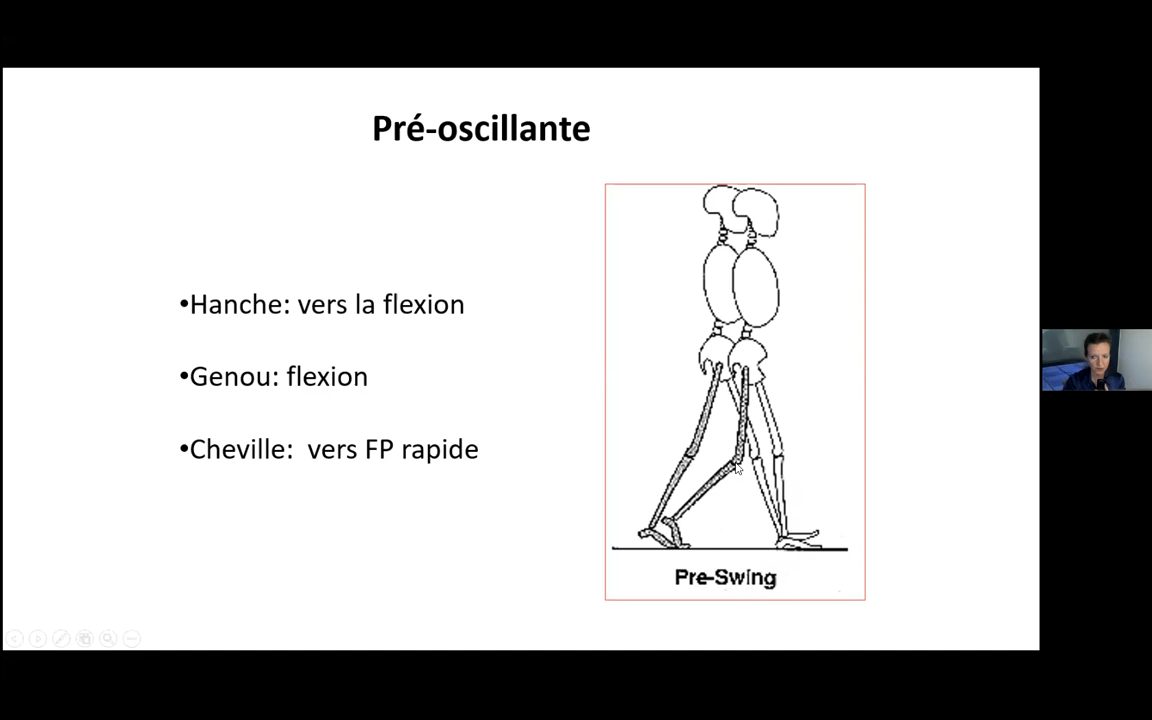 Pré-oscillante
•Hanche: vers la flexion
•Genou: flexion
•Cheville:  vers FP rapide
Pre-Swing